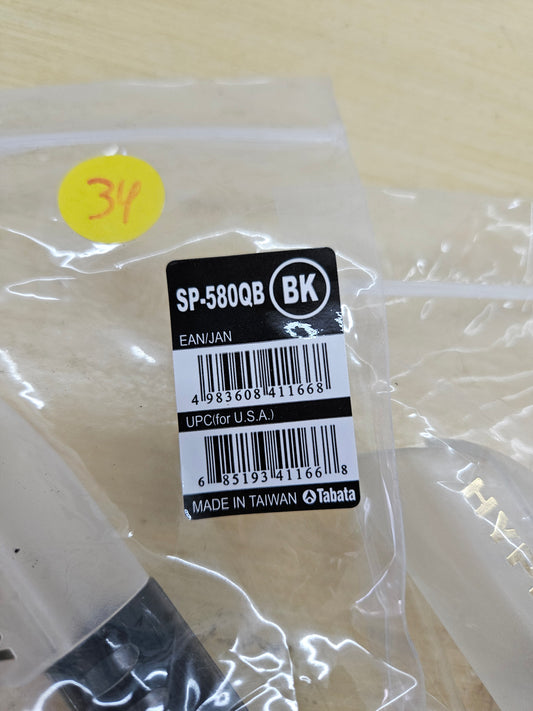 34
SP-580QB BK
EAN/JAN
4 983608 411668
UPC(for U.S.A.)
6 85193 41166 8
MADE IN TAIWAN Tabata